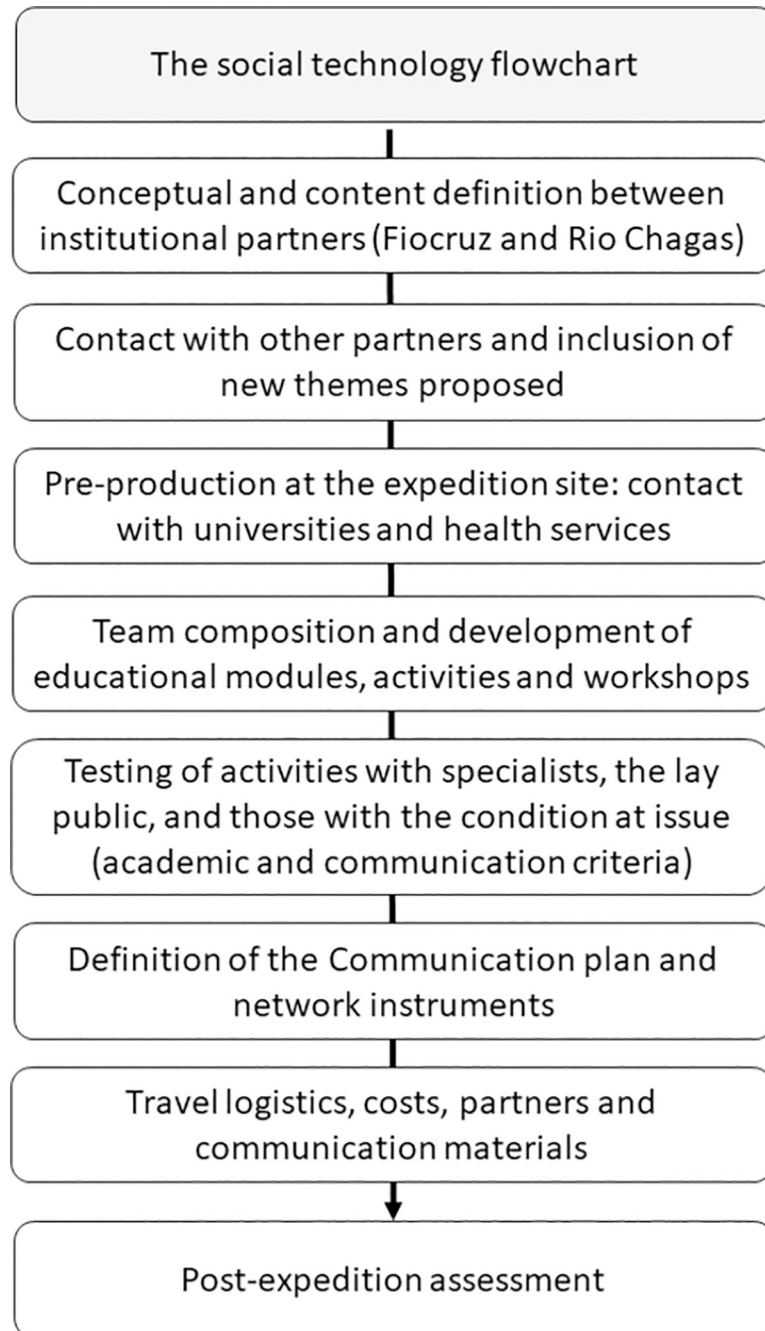 The social technology flowchart
Conceptual and content definition between
institutional partners (Fiocruz and Rio Chagas)
Contact with other partners and inclusion of
new themes proposed
Pre-production at the expedition site: contact
with universities and health services
Team composition and development of
educational modules, activities and workshops
Testing of activities with specialists, the lay
public, and those with the condition at issue
(academic and communication criteria)
Definition of the Communication plan and
network instruments
Travel logistics, costs, partners and
communication materials
Post-expedition assessment